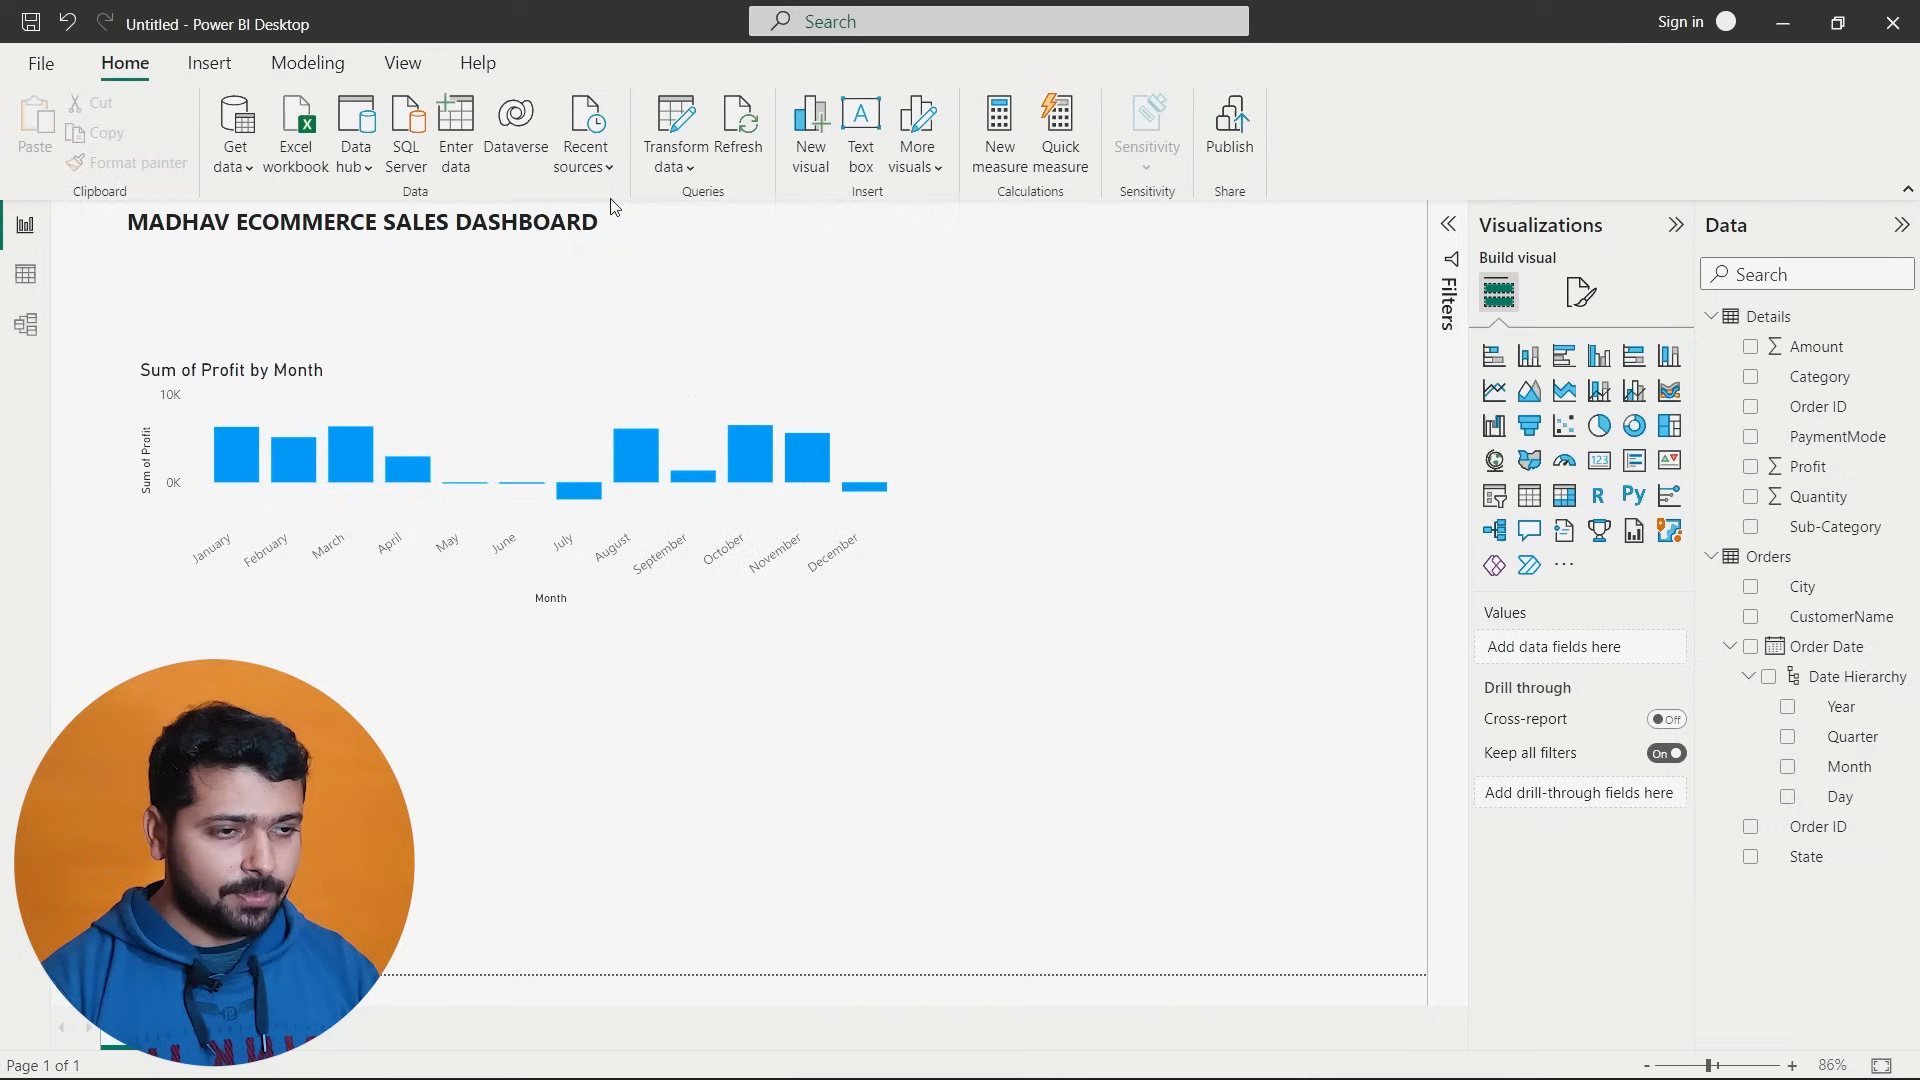 Untitled - Power BI Desktop
Search
Sign in
File Home Insert Modeling View Help
Paste
Cut
Copy
Format painter
Clipboard
Get data
Excel workbook
Data hub
SQL Server
Enter data
Dataverse
Recent sources
Data
Transform data
Refresh
Queries
New visual
Text box
More visuals
Insert
New measure
Quick measure
Calculations
Sensitivity
Sensitivity
Publish
Share
MADHAV ECOMMERCE SALES DASHBOARD
Sum of Profit by Month
10K
0K
Sum of Profit
January February March April May June July August September October November December
Month
Filters
Visualizations
Build visual
123
R
Py
Values
Add data fields here
Drill through
Cross-report
Off
Keep all filters
On
Add drill-through fields here
Data
Search
Details
Amount
Category
Order ID
PaymentMode
Profit
Quantity
Sub-Category
Orders
City
CustomerName
Order Date
Date Hierarchy
Year
Quarter
Month
Day
Order ID
State
Page 1 of 1
86%